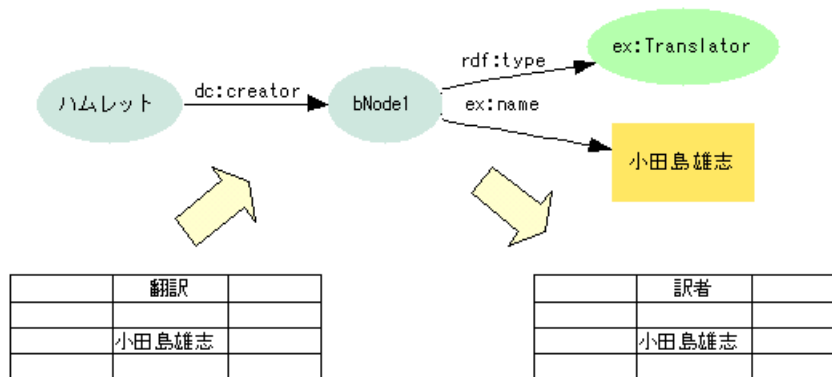 ex:Translator
rdf:type
dc:creator
ハムレット
bNode1
ex:name
小田島雄志
翻訳
小田島雄志
訳者
小田島雄志